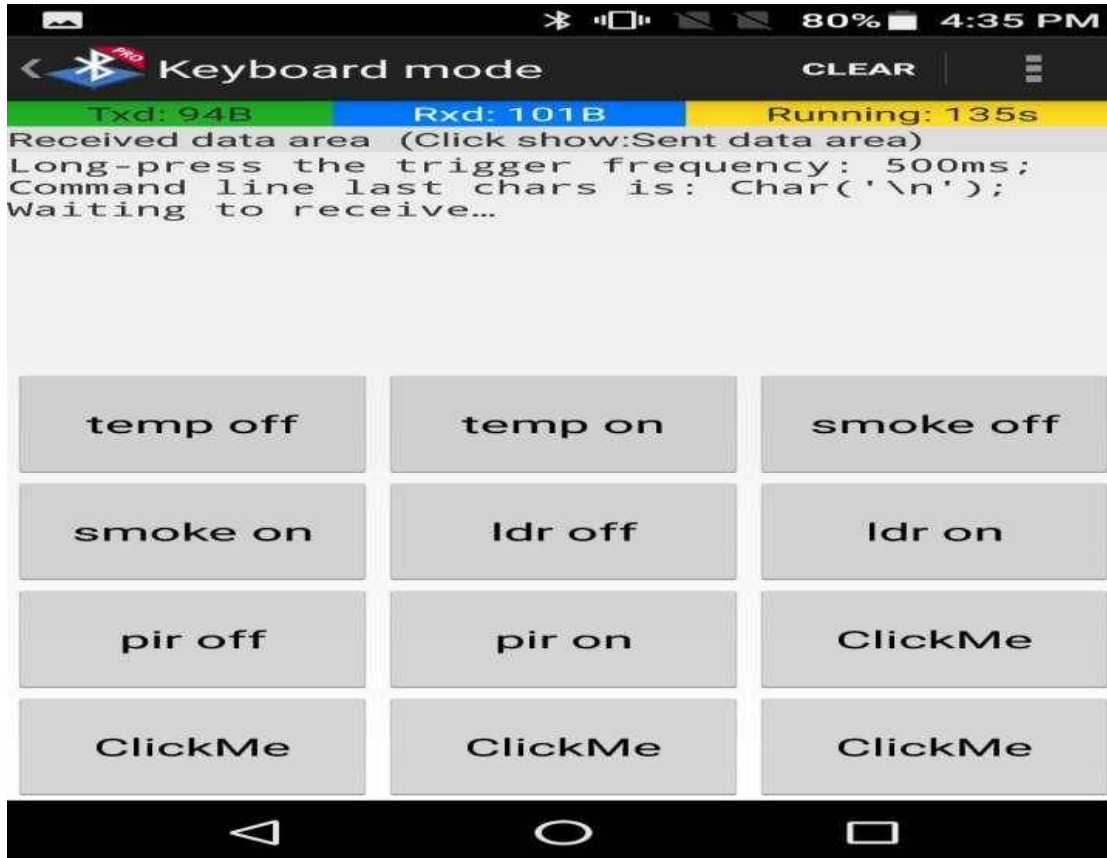 80% 4:35 PM
PRO
Keyboard mode CLEAR
Txd: 94B Rxd: 101B Running: 135s
Received data area (Click show:Sent data area)
Long-press the trigger frequency: 500ms;
Command line last chars is: Char('\n');
Waiting to receive…
temp off temp on smoke off
smoke on ldr off ldr on
pir off pir on ClickMe
ClickMe ClickMe ClickMe